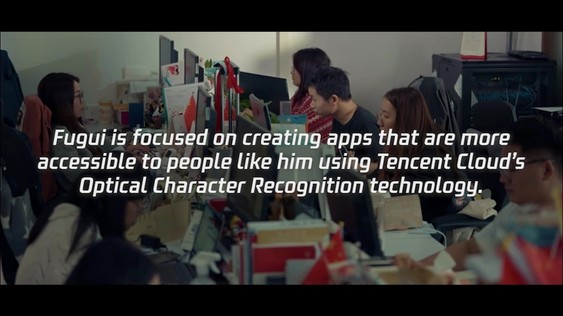 Fugui is focused on creating apps that are more
accessible to people like him using Tencent Cloud's
Optical Character Recognition technology.